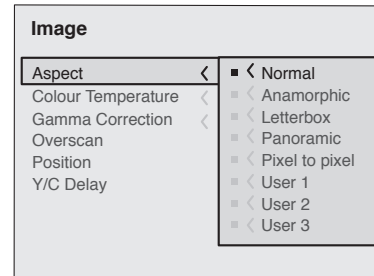 Image
Aspect
Colour Temperature
Gamma Correction
Overscan
Position
Y/C Delay
Normal
Anamorphic
Letterbox
Panoramic
Pixel to pixel
User 1
User 2
User 3